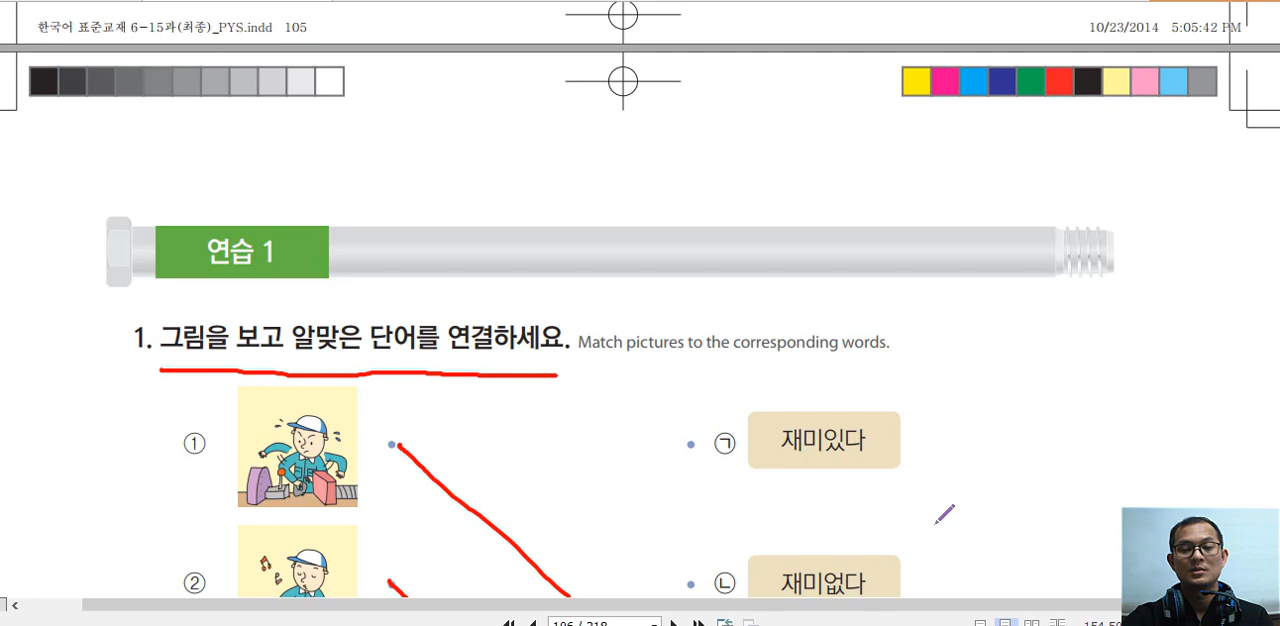 한국어 표준교재 6-15과(최종)_PYS.indd 105
10/23/2014 5:05:42 PM
연습 1
1. 그림을 보고 알맞은 단어를 연결하세요. Match pictures to the corresponding words.
① ㉠ 재미있다
② ㉡ 재미없다